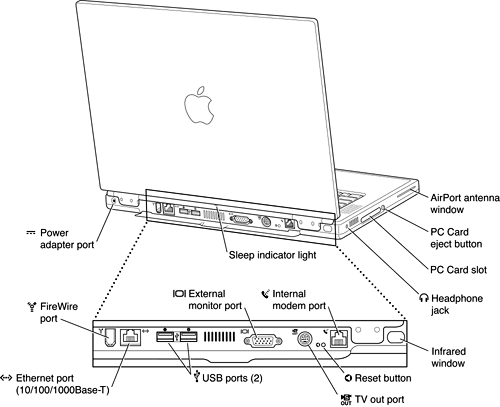 AirPort antenna
window
PC Card
eject button
Power
adapter port
Sleep indicator light
PC Card slot
Headphone
jack
FireWire
port
External
monitor port
Internal
modem port
Infrared
window
Ethernet port
(10/100/1000Base-T)
USB ports (2)
Reset button
OUT
TV out port